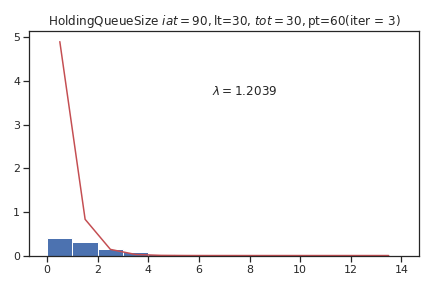 HoldingQueueSize iat = 90, lt=30, tot = 30, pt=60(iter = 3)
5
4
λ = 1.2039
3
2
1
0
0 2 4 6 8 10 12 14